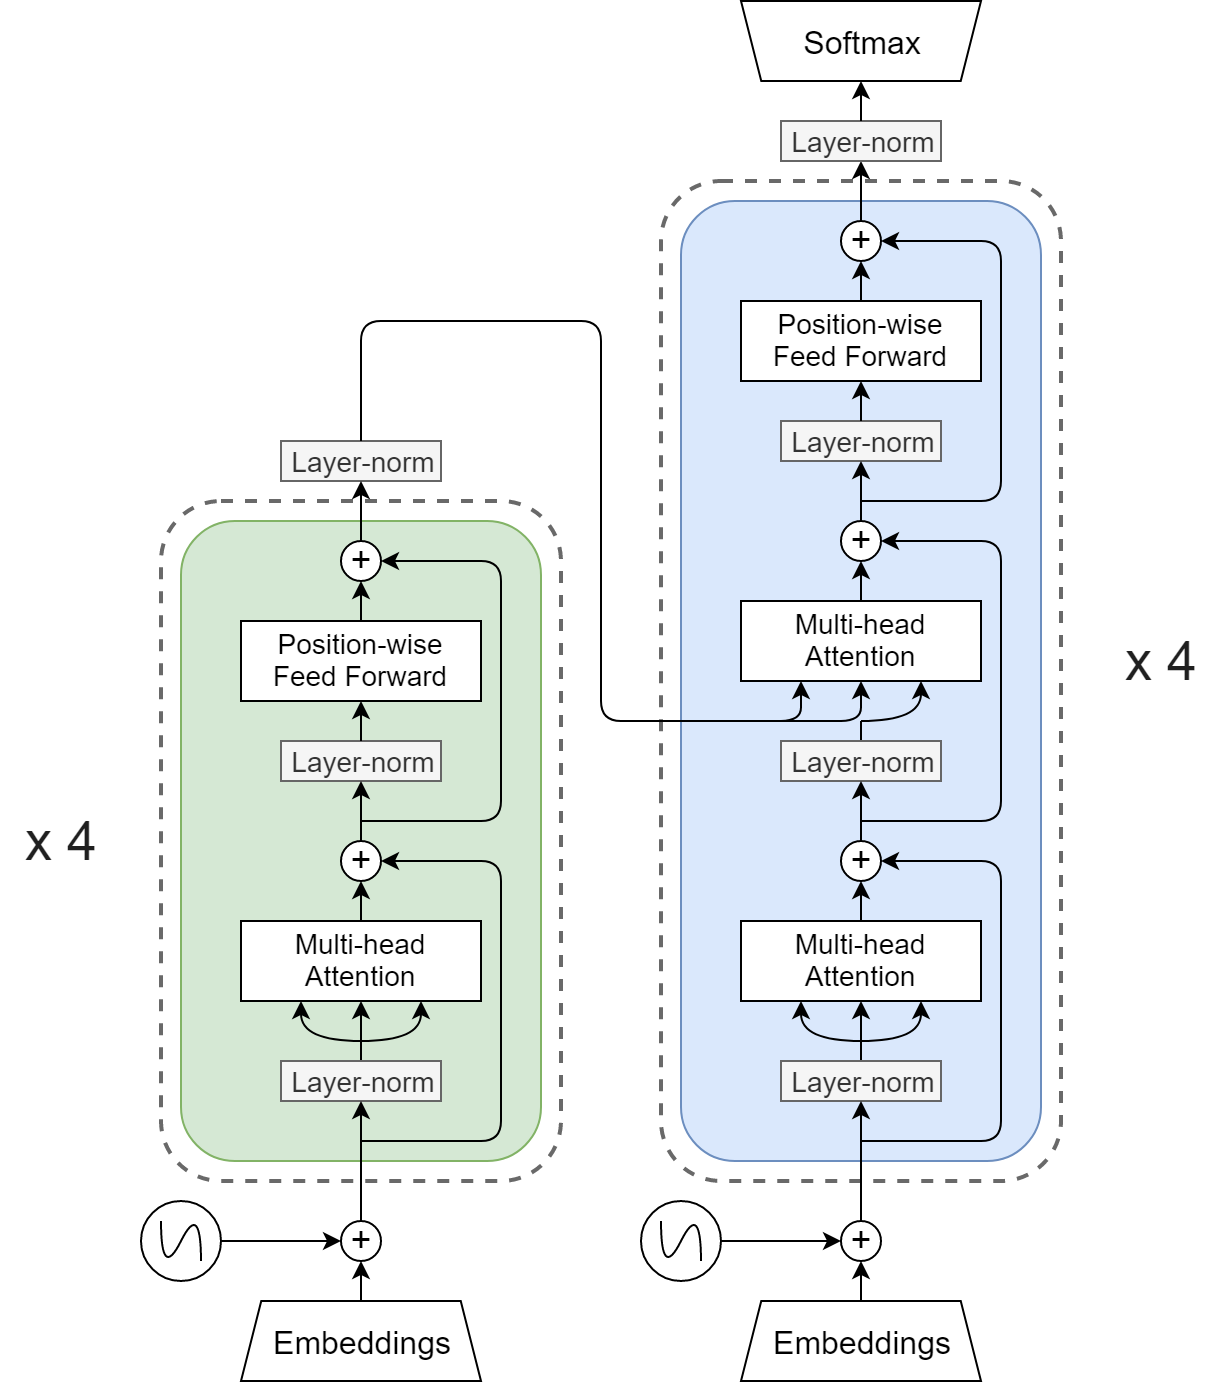 Softmax
Layer-norm
+
Position-wise
Feed Forward
Layer-norm
+
Multi-head
Attention
Layer-norm
+
Multi-head
Attention
Layer-norm
+
Embeddings
x 4
Layer-norm
+
Position-wise
Feed Forward
Layer-norm
+
Multi-head
Attention
Layer-norm
+
Embeddings
x 4